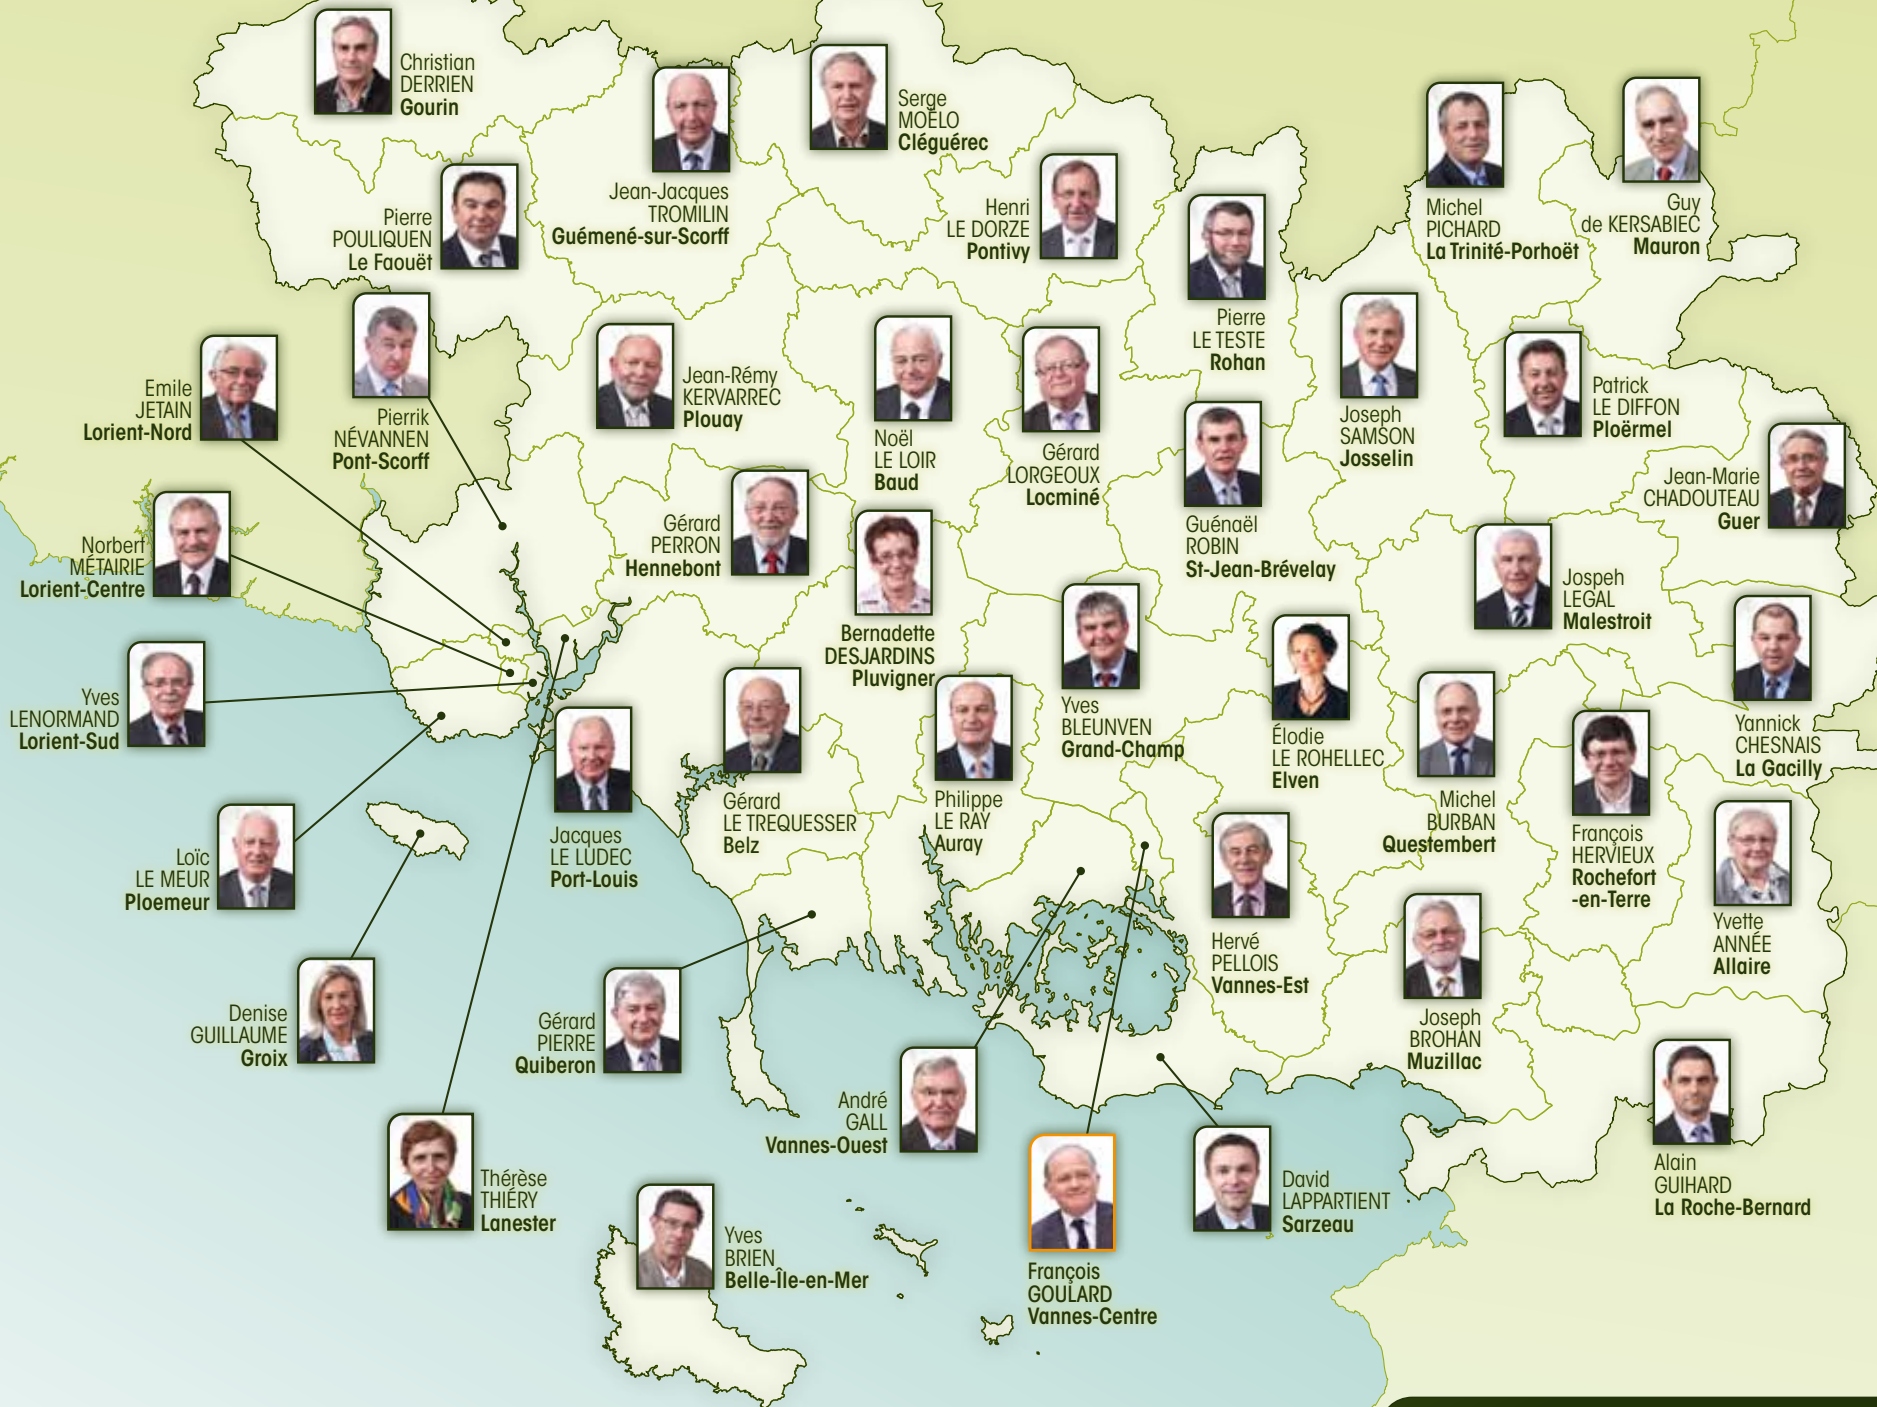 Christian
DERRIEN
Gourin
Serge
MOËLO
Cléguérec
Jean-Jacques
TROMILIN
Guémené-sur-Scorff
Pierre
POULIQUEN
Le Faouët
Henri
LE DORZE
Pontivy
Michel
PICHARD
La Trinité-Porhoët
Guy
de KERSABIEC
Mauron
Pierre
LE TESTE
Rohan
Emile
JETAIN
Lorient-Nord
Pierrik
NÉVANNEN
Pont-Scorff
Jean-Rémy
KERVARREC
Plouay
Noël
LE LOIR
Baud
Gérard
LORGEOUX
Locminé
Joseph
SAMSON
Josselin
Patrick
LE DIFFON
Ploërmel
Jean-Marie
CHADOUTEAU
Guer
Norbert
MÉTAIRIE
Lorient-Centre
Gérard
PERRON
Hennebont
Guénaël
ROBIN
St-Jean-Brévelay
Jospeh
LEGAL
Malestroit
Bernadette
DESJARDINS
Pluvigner
Yves
LENORMAND
Lorient-Sud
Yves
BLEUNVEN
Grand-Champ
Élodie
LE ROHELLEC
Elven
Yannick
CHESNAIS
La Gacilly
Gérard
LE TREQUESSER
Belz
Philippe
LE RAY
Auray
Michel
BURBAN
Questembert
François
HERVIEUX
Rochefort
-en-Terre
Loïc
LE MEUR
Ploemeur
Jacques
LE LUDEC
Port-Louis
Hervé
PELLOIS
Vannes-Est
Yvette
ANNÉE
Allaire
Denise
GUILLAUME
Groix
Gérard
PIERRE
Quiberon
Joseph
BROHAN
Muzillac
André
GALL
Vannes-Ouest
Thérèse
THIÉRY
Lanester
David
LAPPARTIENT
Sarzeau
Alain
GUIHARD
La Roche-Bernard
Yves
BRIEN
Belle-Île-en-Mer
François
GOULARD
Vannes-Centre